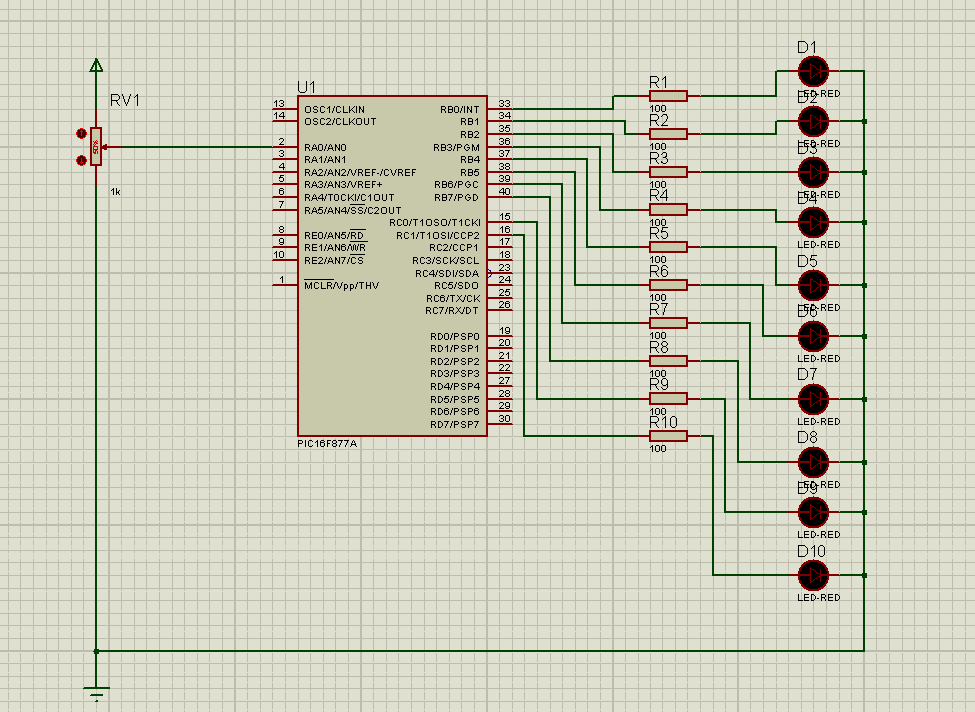 RV1
50%
1k
U1
13 OSC1/CLKIN
14 OSC2/CLKOUT
2 RA0/AN0
3 RA1/AN1
4 RA2/AN2/VREF-/CVREF
5 RA3/AN3/VREF+
6 RA4/T0CKI/C1OUT
7 RA5/AN4/SS/C2OUT
8 RE0/AN5/RD
9 RE1/AN6/WR
10 RE2/AN7/CS
1 MCLR/Vpp/THV
RB0/INT 33
RB1 34
RB2 35
RB3/PGM 36
RB4 37
RB5 38
RB6/PGC 39
RB7/PGD 40
RC0/T1OSO/T1CKI 15
RC1/T1OSI/CCP2 16
RC2/CCP1 17
RC3/SCK/SCL 18
RC4/SDI/SDA 23
RC5/SDO 24
RC6/TX/CK 25
RC7/RX/DT 26
RD0/PSP0 19
RD1/PSP1 20
RD2/PSP2 21
RD3/PSP3 22
RD4/PSP4 27
RD5/PSP5 28
RD6/PSP6 29
RD7/PSP7 30
PIC16F877A
R1
100
R2
100
R3
100
R4
100
R5
100
R6
100
R7
100
R8
100
R9
100
R10
100
D1
LED-RED
D2
LED-RED
D3
LED-RED
D4
LED-RED
D5
LED-RED
D6
LED-RED
D7
LED-RED
D8
LED-RED
D9
LED-RED
D10
LED-RED